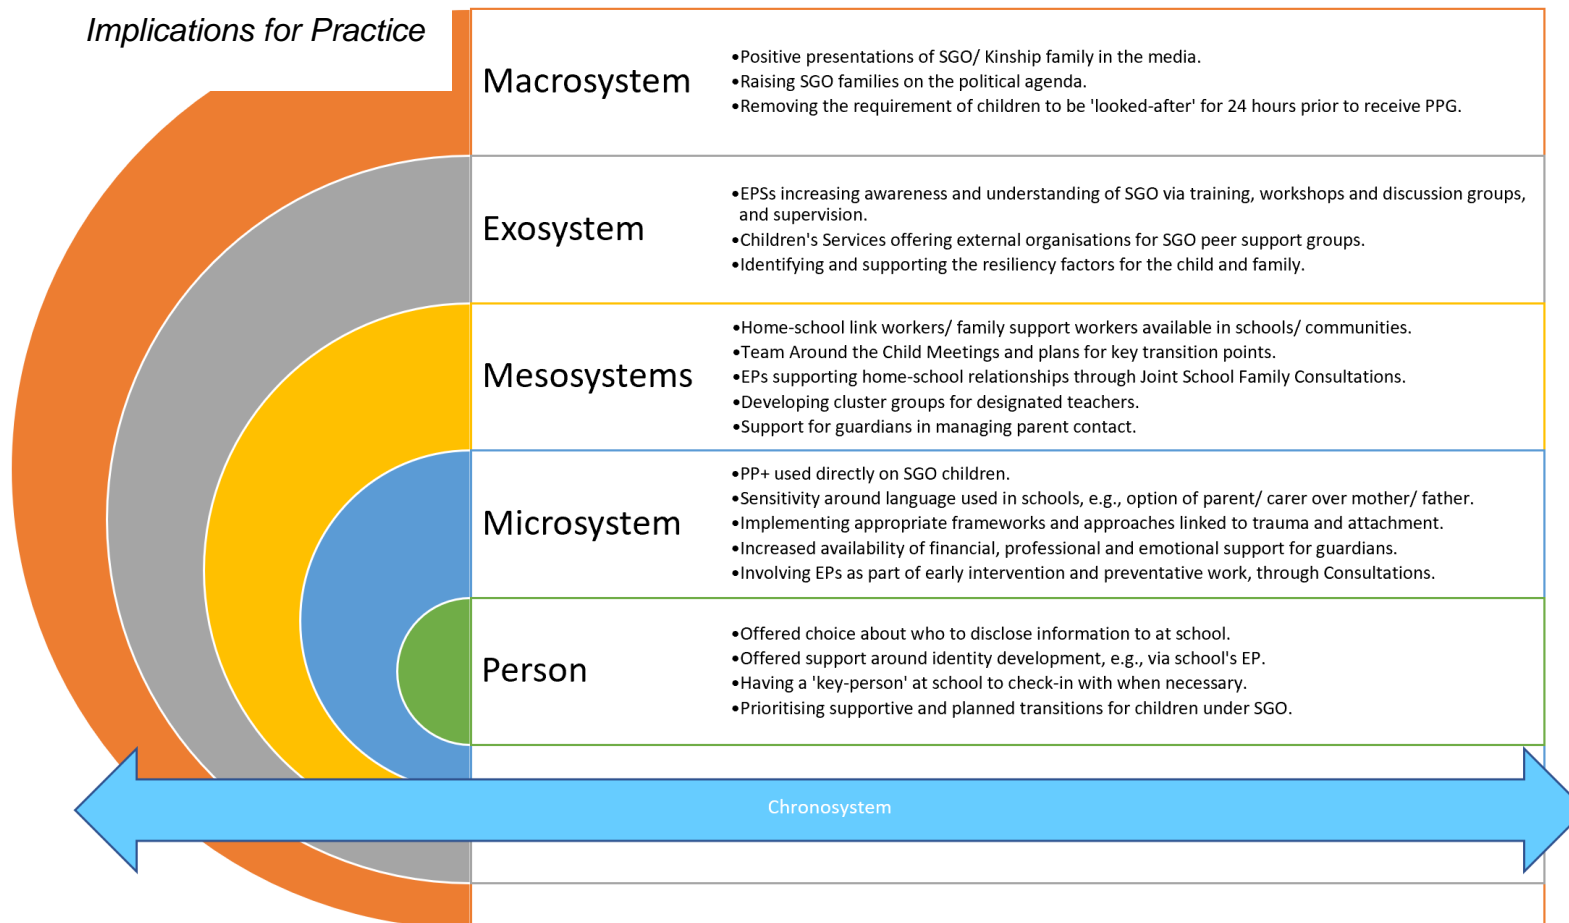 Implications for Practice
Macrosystem
•Positive presentations of SGO/ Kinship family in the media.
•Raising SGO families on the political agenda.
•Removing the requirement of children to be 'looked-after' for 24 hours prior to receive PPG.
Exosystem
•EPSs increasing awareness and understanding of SGO via training, workshops and discussion groups,
and supervision.
•Children's Services offering external organisations for SGO peer support groups.
•Identifying and supporting the resiliency factors for the child and family.
Mesosystems
•Home-school link workers/ family support workers available in schools/ communities.
•Team Around the Child Meetings and plans for key transition points.
•EPs supporting home-school relationships through Joint School Family Consultations.
•Developing cluster groups for designated teachers.
•Support for guardians in managing parent contact.
Microsystem
•PP+ used directly on SGO children.
•Sensitivity around language used in schools, e.g., option of parent/ carer over mother/ father.
•Implementing appropriate frameworks and approaches linked to trauma and attachment.
•Increased availability of financial, professional and emotional support for guardians.
•Involving EPs as part of early intervention and preventative work, through Consultations.
Person
•Offered choice about who to disclose information to at school.
•Offered support around identity development, e.g., via school's EP.
•Having a 'key-person' at school to check-in with when necessary.
•Prioritising supportive and planned transitions for children under SGO.
Chronosystem